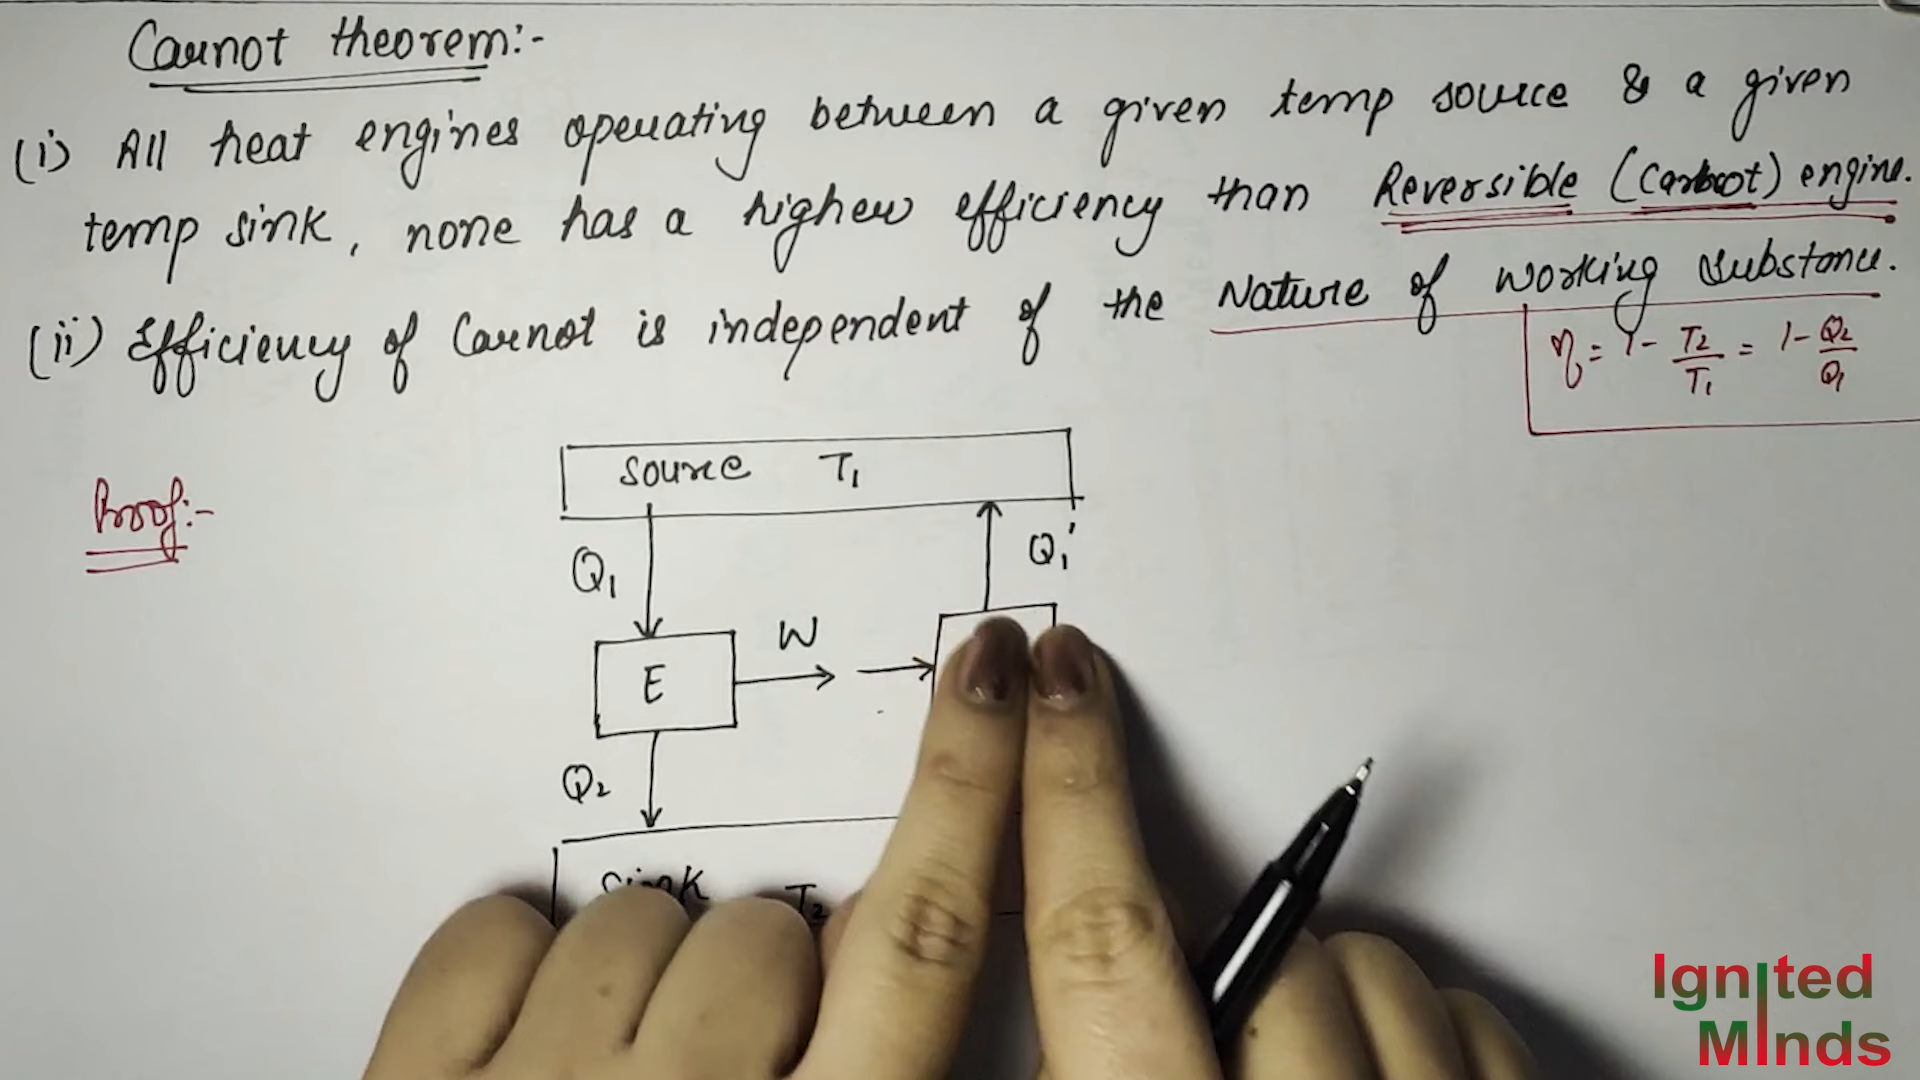 Carnot theorem:-
(i) All heat engines operating between a given temp source & a given
temp sink, none has a higher efficiency than Reversible (Carnot) engine.
(ii) Efficiency of Carnot is independent of the Nature of working substance.
η = 1 - T₂/T₁ = 1 - Q₂/Q₁
Proof:-
source T₁
Q₁
Q₁'
W
E
Q₂
sink T₂
Ignited
Minds